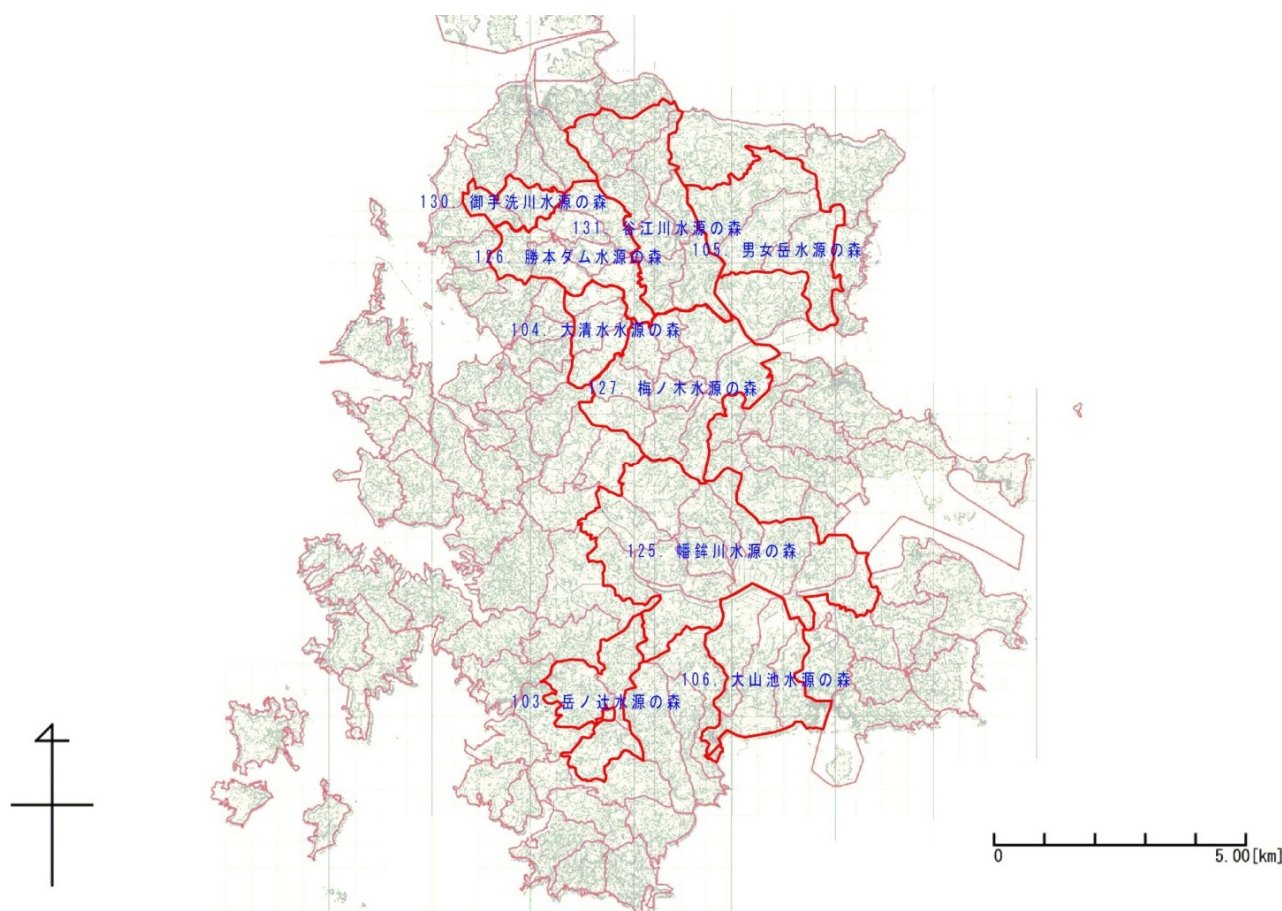 130. 御手洗川水源の森
131. 谷江川水源の森
105. 男女岳水源の森
126. 勝本ダム水源の森
104. 大清水水源の森
127. 梅ノ木水源の森
125. 幡鉾川水源の森
106. 大山池水源の森
103. 岳ノ辻水源の森
0 5.00[km]